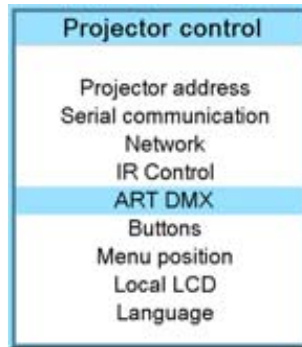 Projector control
Projector address
Serial communication
Network
IR Control
ART DMX
Buttons
Menu position
Local LCD
Language